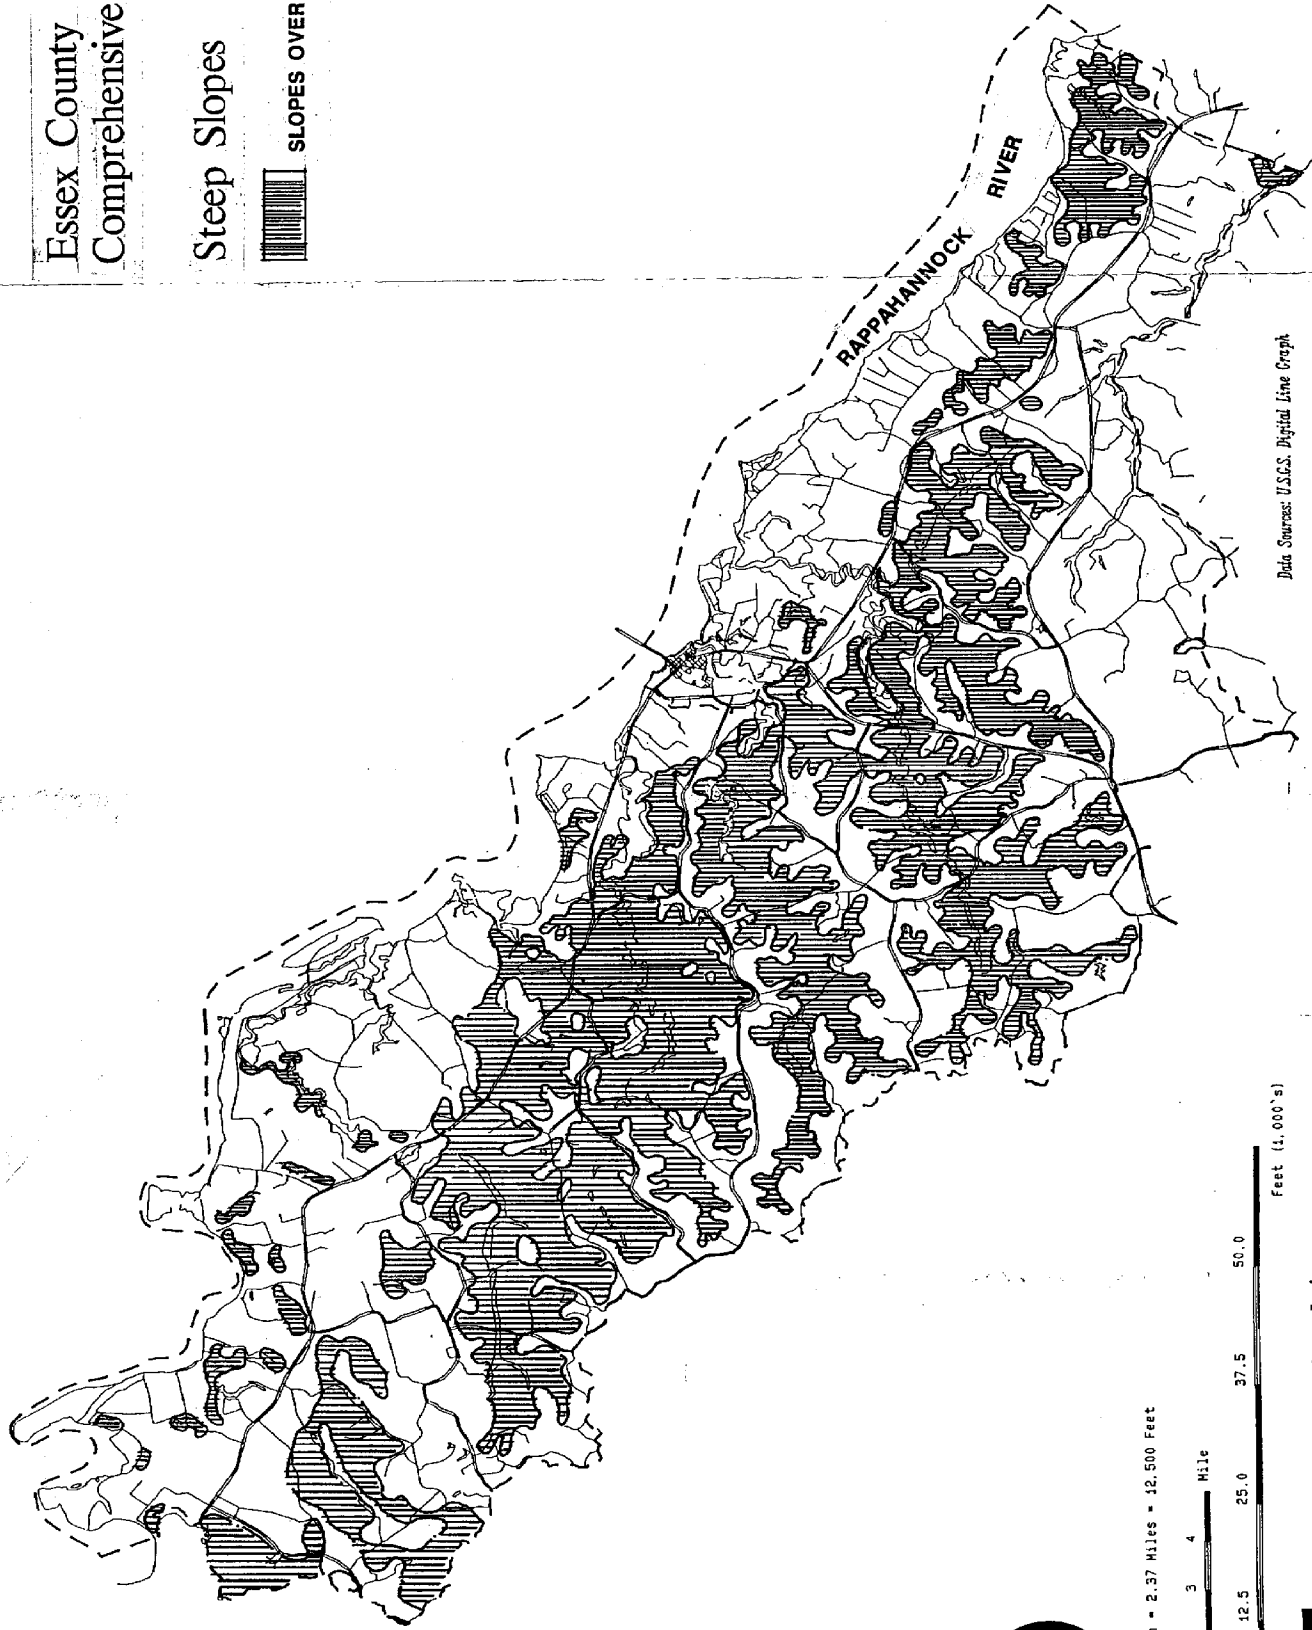 Essex County
Comprehensive
Steep Slopes
SLOPES OVER
RAPPAHANNOCK RIVER
Data Sources: U.S.G.S. Digital Line Graph
= 2.37 Miles = 12,500 Feet
3 4 Mile
12.5 25.0 37.5 50.0
Feet (1,000's)